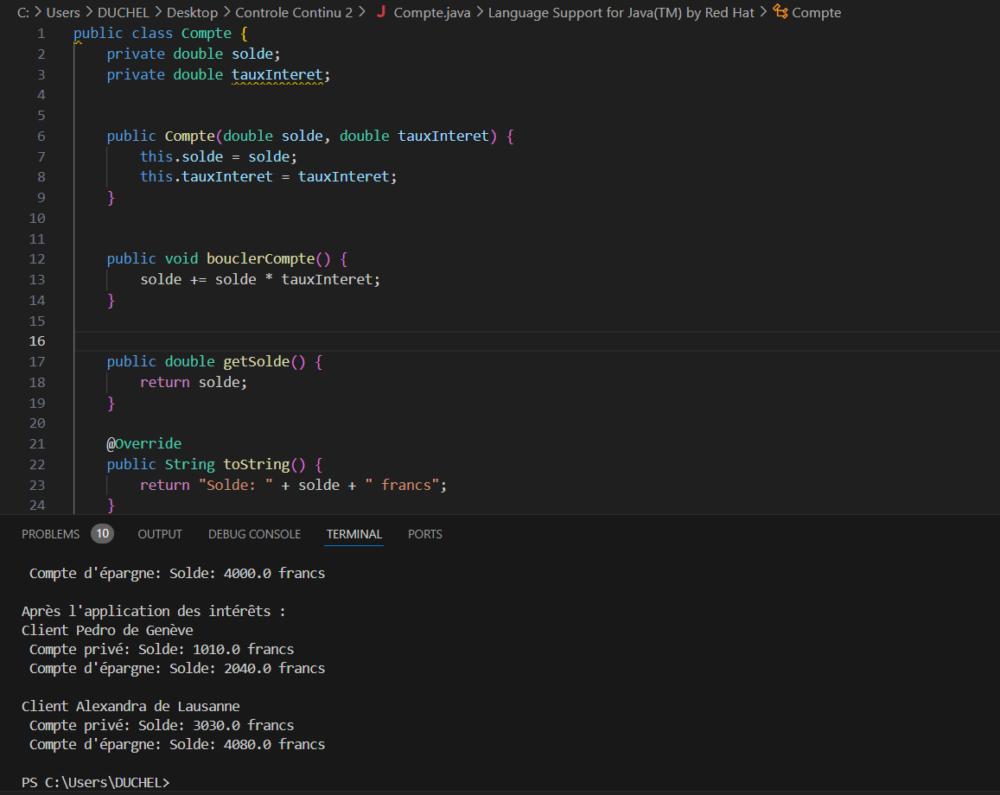 C: > Users > DUCHEL > Desktop > Controle Continu 2 > J Compte.java > Language Support for Java(TM) by Red Hat > Compte
1 public class Compte {
2     private double solde;
3     private double tauxInteret;
4
5
6     public Compte(double solde, double tauxInteret) {
7         this.solde = solde;
8         this.tauxInteret = tauxInteret;
9     }
10
11
12     public void bouclerCompte() {
13         solde += solde * tauxInteret;
14     }
15
16
17     public double getSolde() {
18         return solde;
19     }
20
21     @Override
22     public String toString() {
23         return "Solde: " + solde + " francs";
24     }
PROBLEMS 10 OUTPUT DEBUG CONSOLE TERMINAL PORTS
 Compte d'épargne: Solde: 4000.0 francs
Après l'application des intérêts :
Client Pedro de Genève
 Compte privé: Solde: 1010.0 francs
 Compte d'épargne: Solde: 2040.0 francs
Client Alexandra de Lausanne
 Compte privé: Solde: 3030.0 francs
 Compte d'épargne: Solde: 4080.0 francs
PS C:\Users\DUCHEL>